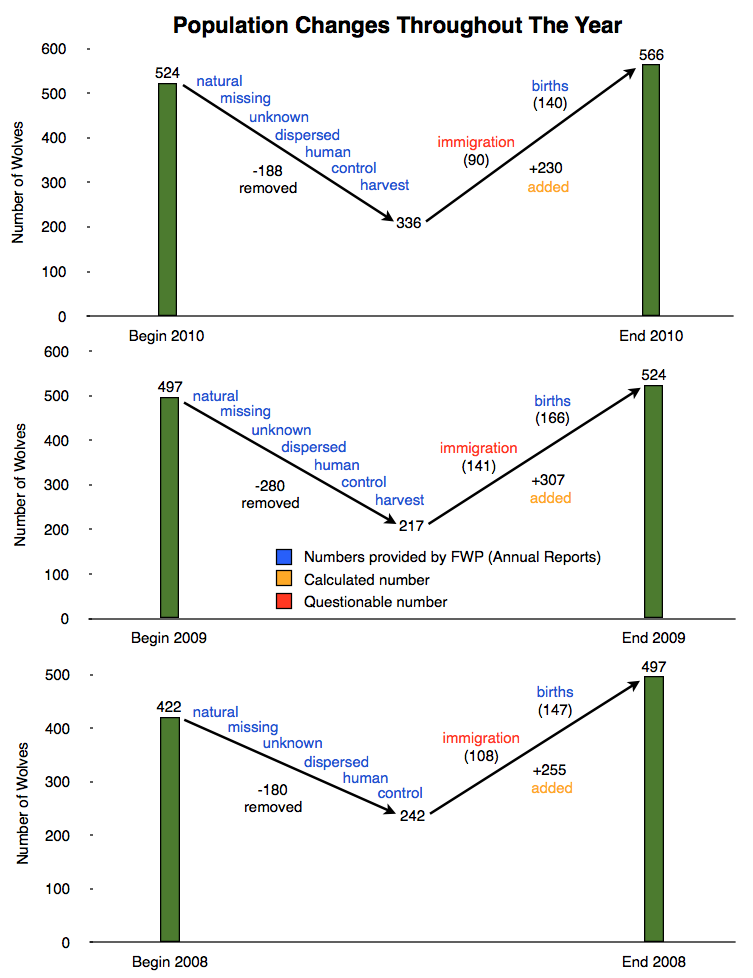 Population Changes Throughout The Year
Number of Wolves
600
500
400
300
200
100
0
524
natural
missing
unknown
dispersed
human
control
harvest
-188
removed
336
immigration
(90)
births
(140)
+230
added
566
Begin 2010
End 2010
Number of Wolves
600
500
400
300
200
100
0
497
natural
missing
unknown
dispersed
human
control
harvest
-280
removed
217
immigration
(141)
births
(166)
+307
added
524
Numbers provided by FWP (Annual Reports)
Calculated number
Questionable number
Begin 2009
End 2009
Number of Wolves
500
400
300
200
100
0
422
natural
missing
unknown
dispersed
human
control
-180
removed
242
immigration
(108)
births
(147)
+255
added
497
Begin 2008
End 2008